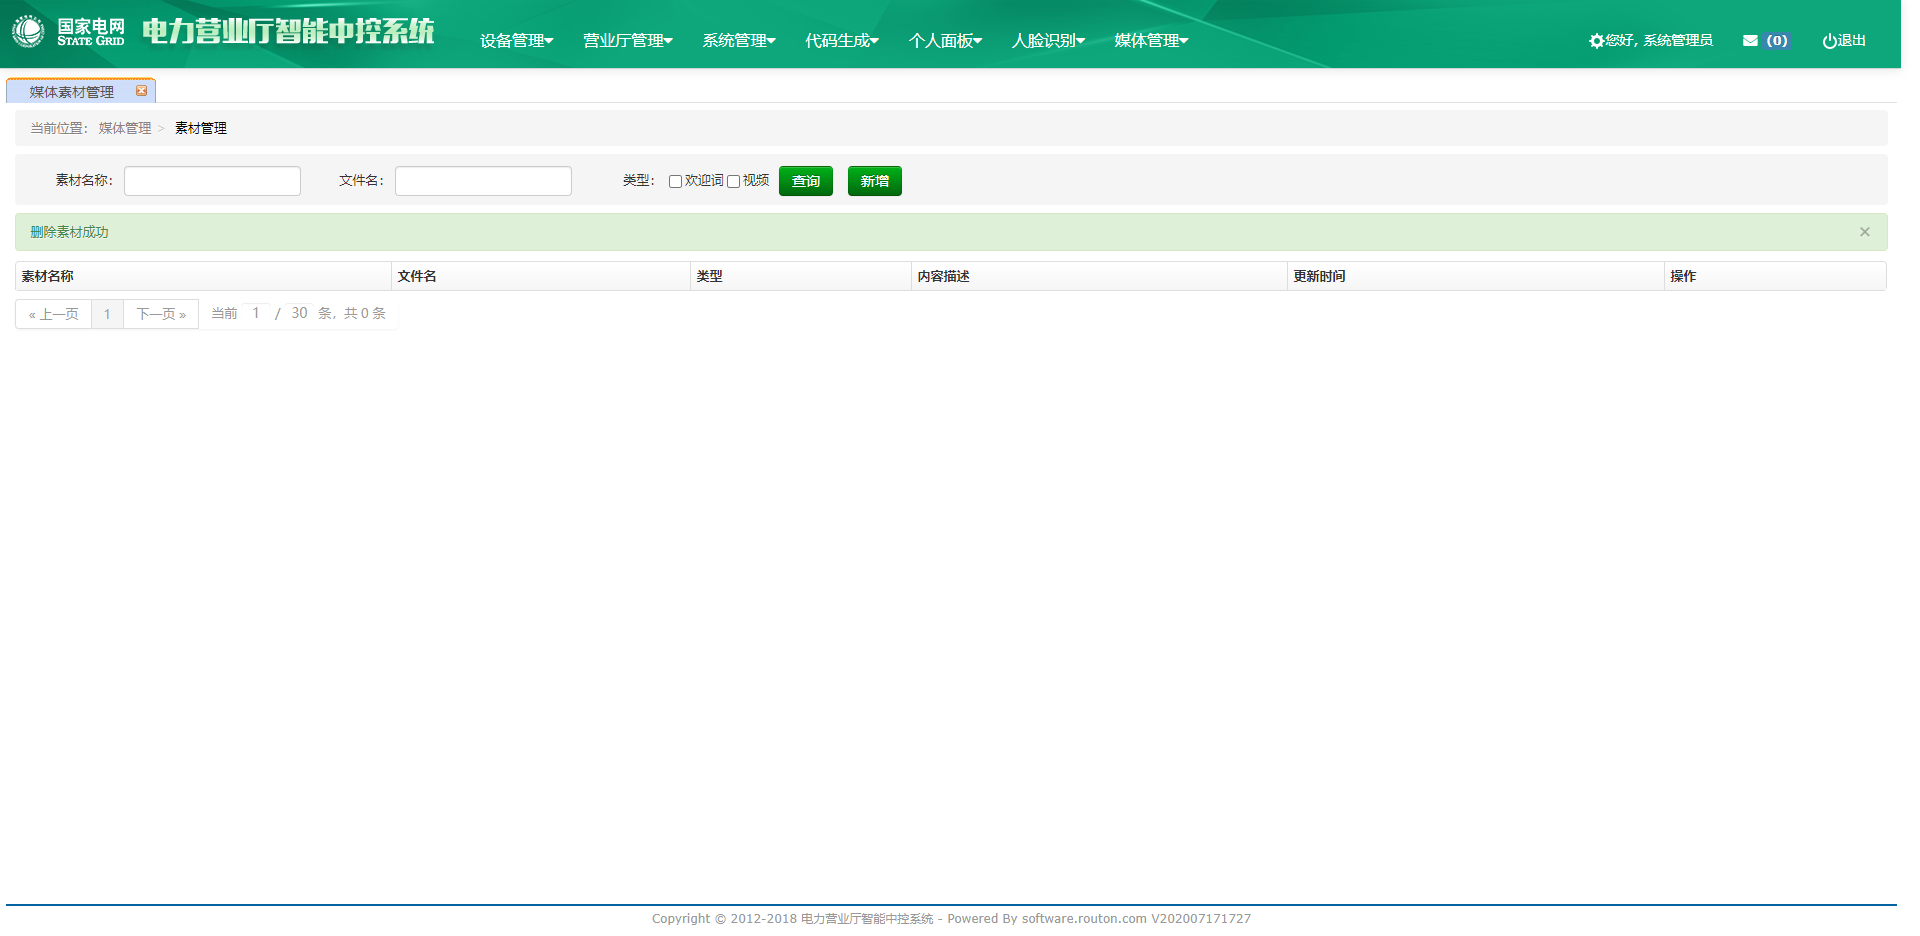 国家电网
STATE GRID
电力营业厅智能中控系统
设备管理 营业厅管理 系统管理 代码生成 个人面板 人脸识别 媒体管理
您好, 系统管理员 (0) 退出
媒体素材管理
当前位置: 媒体管理 > 素材管理
素材名称: 文件名: 类型: 欢迎词 视频 查询 新增
删除素材成功 ×
素材名称 文件名 类型 内容描述 更新时间 操作
« 上一页 1 下一页 » 当前 1 / 30 条, 共 0 条
Copyright © 2012-2018 电力营业厅智能中控系统 - Powered By software.routon.com V202007171727